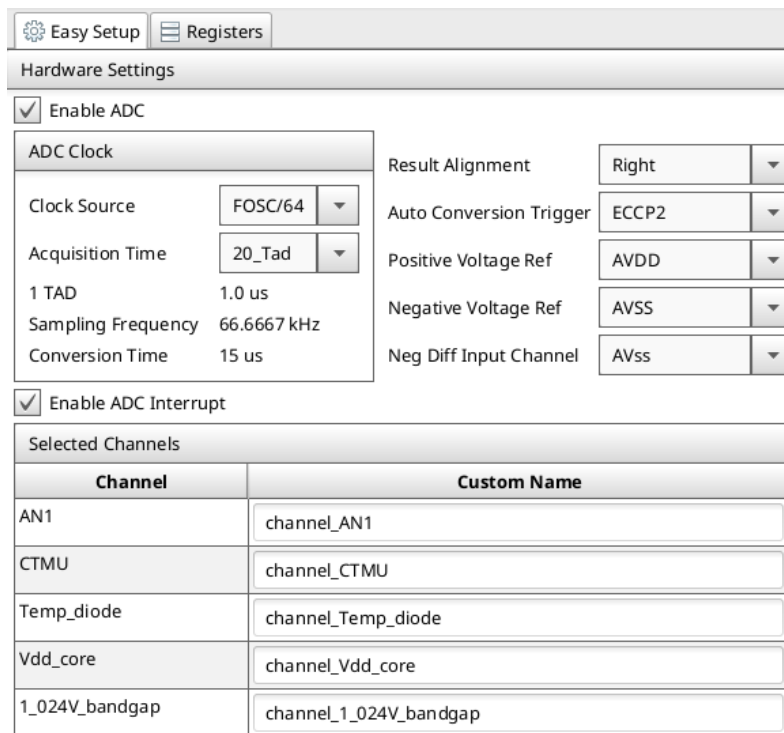 Easy Setup Registers
Hardware Settings
Enable ADC
ADC Clock
Clock Source FOSC/64
Acquisition Time 20_Tad
1 TAD 1.0 us
Sampling Frequency 66.6667 kHz
Conversion Time 15 us
Result Alignment Right
Auto Conversion Trigger ECCP2
Positive Voltage Ref AVDD
Negative Voltage Ref AVSS
Neg Diff Input Channel AVss
Enable ADC Interrupt
Selected Channels
Channel Custom Name
AN1 channel_AN1
CTMU channel_CTMU
Temp_diode channel_Temp_diode
Vdd_core channel_Vdd_core
1_024V_bandgap channel_1_024V_bandgap